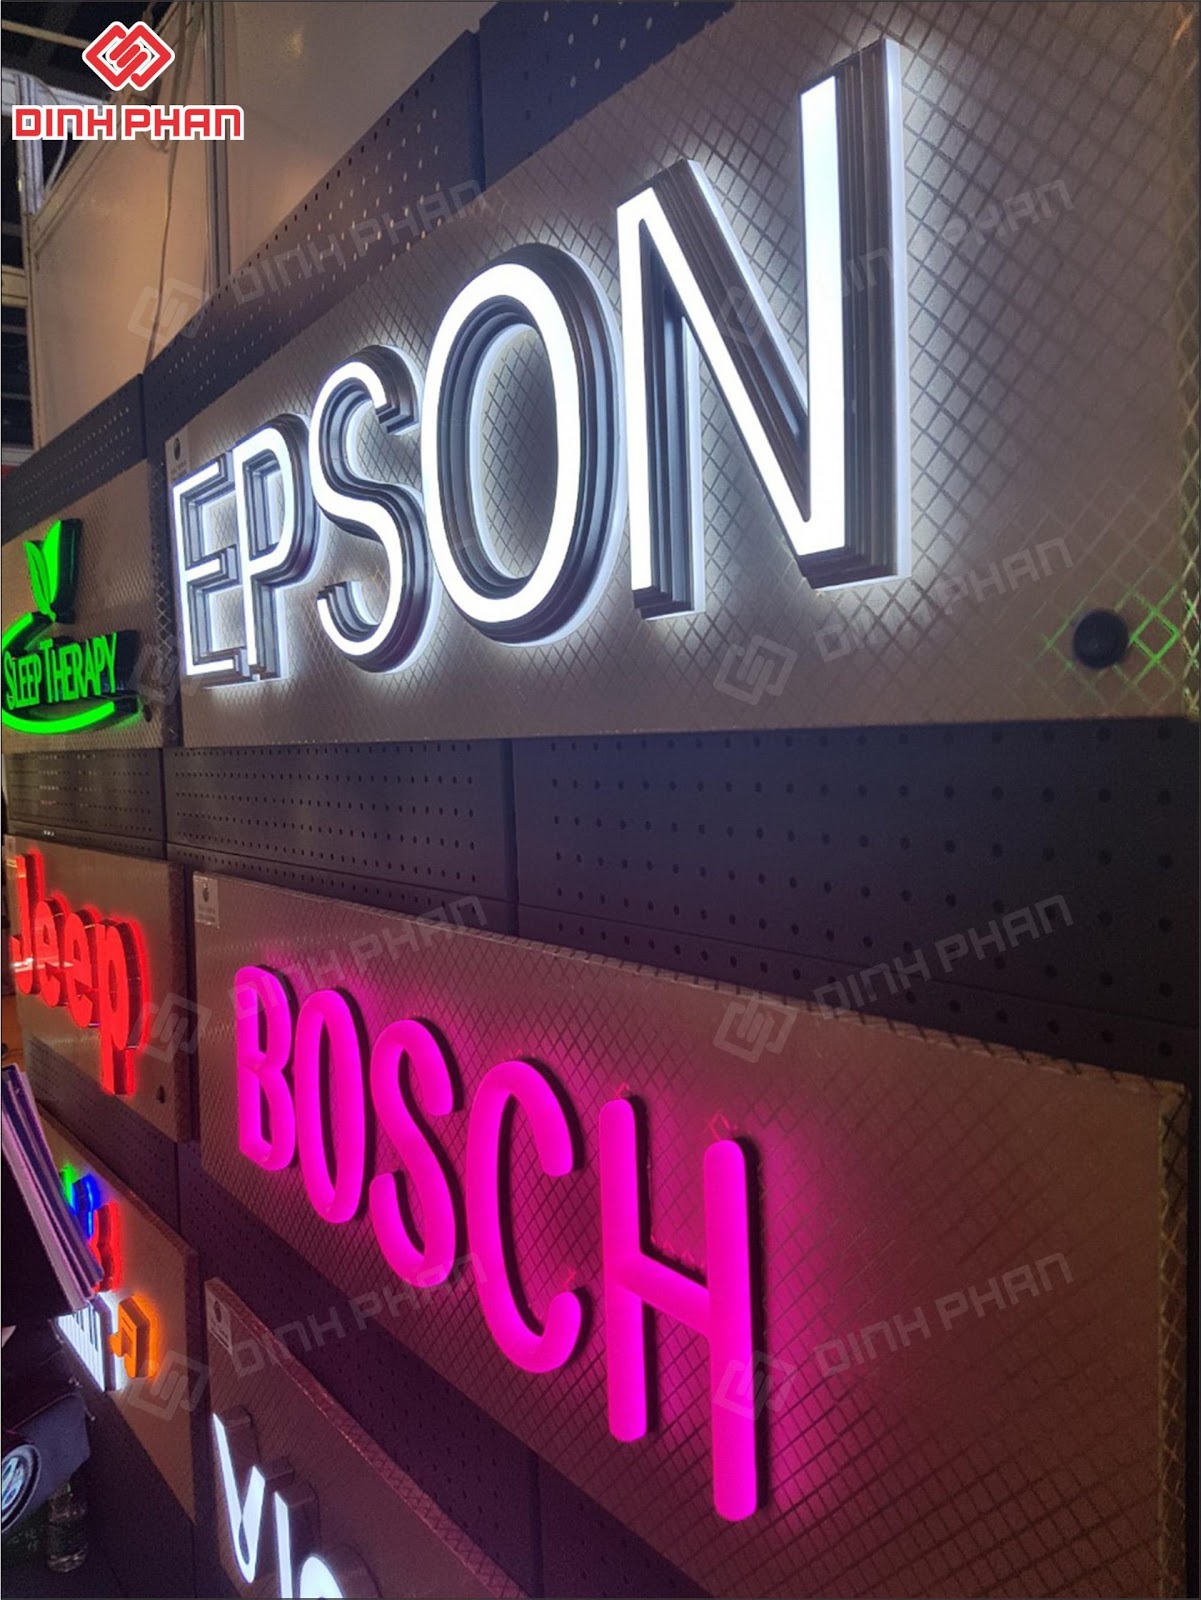 DINH PHAN
EPSON
SLEEP THERAPY
Jeep
BOSCH